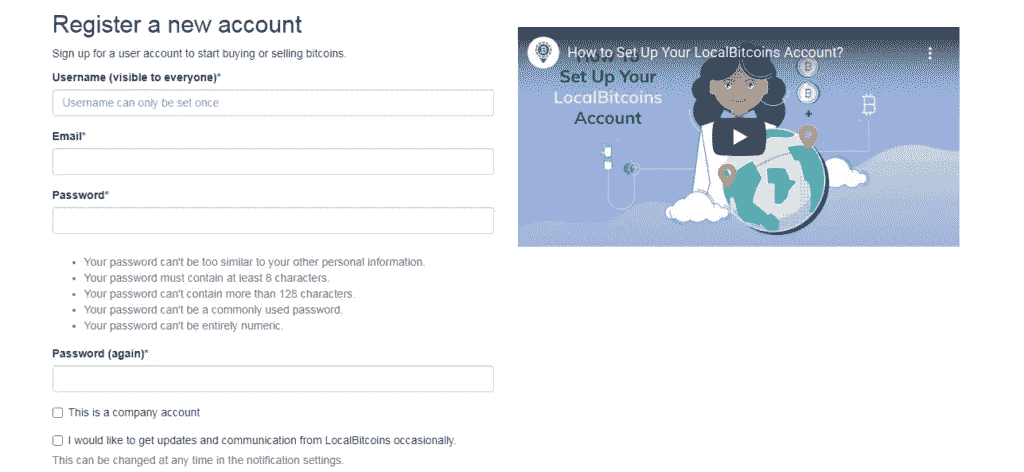 Register a new account
Sign up for a user account to start buying or selling bitcoins.
Username (visible to everyone)*
Username can only be set once
Email*
Password*
Your password can't be too similar to your other personal information.
Your password must contain at least 8 characters.
Your password can't contain more than 128 characters.
Your password can't be a commonly used password.
Your password can't be entirely numeric.
Password (again)*
This is a company account
I would like to get updates and communication from LocalBitcoins occasionally.
This can be changed at any time in the notification settings.
How to Set Up Your LocalBitcoins Account?
How To
Set Up Your
LocalBitcoins
Account